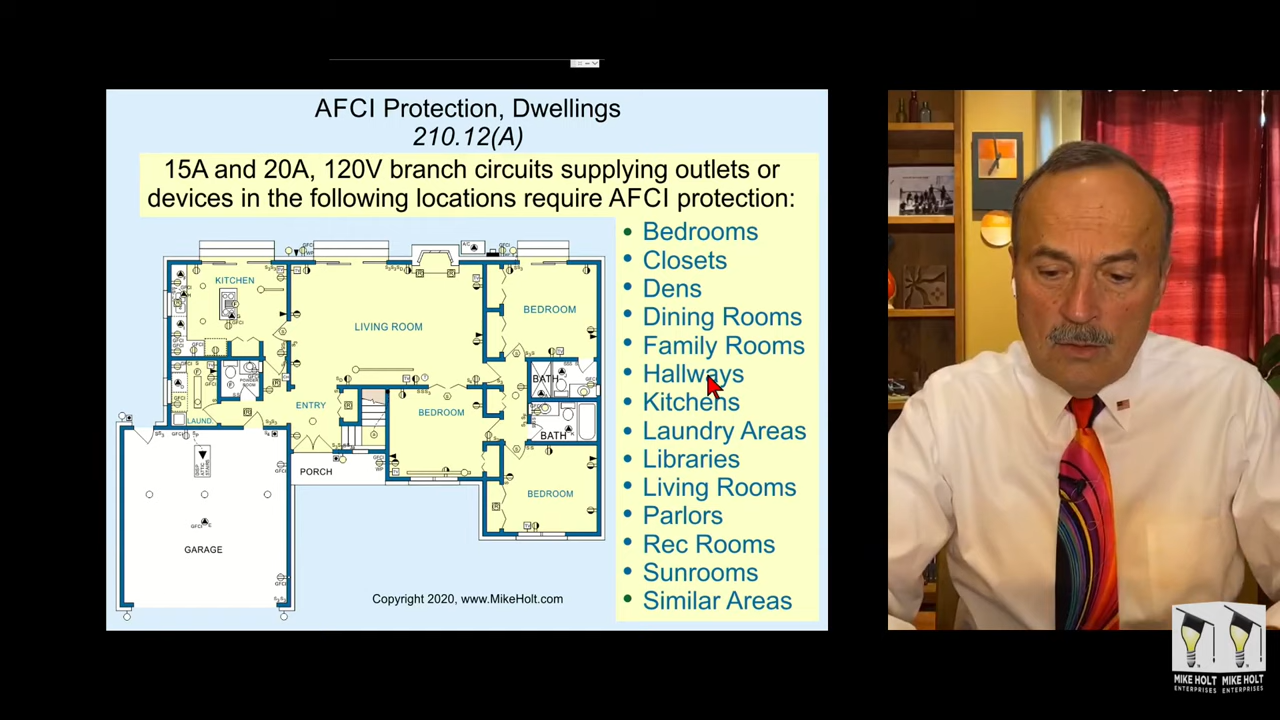 AFCI Protection, Dwellings
210.12(A)
15A and 20A, 120V branch circuits supplying outlets or
devices in the following locations require AFCI protection:
• Bedrooms
• Closets
• Dens
• Dining Rooms
• Family Rooms
• Hallways
• Kitchens
• Laundry Areas
• Libraries
• Living Rooms
• Parlors
• Rec Rooms
• Sunrooms
• Similar Areas
KITCHEN
LIVING ROOM
BEDROOM
BATH
ENTRY
BEDROOM
LAUND
BATH
PORCH
BEDROOM
GARAGE
Copyright 2020, www.MikeHolt.com
MIKE HOLT
ENTERPRISES
MIKE HOLT
ENTERPRISES